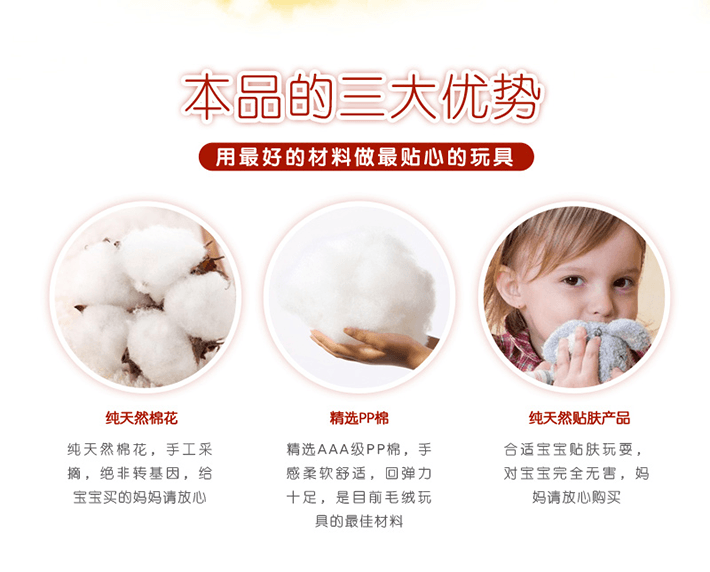 本品的三大优势
用最好的材料做最贴心的玩具
纯天然棉花
纯天然棉花，手工采
摘，绝非转基因，给
宝宝买的妈妈请放心
精选PP棉
精选AAA级PP棉，手
感柔软舒适，回弹力
十足，是目前毛绒玩
具的最佳材料
纯天然贴肤产品
合适宝宝贴肤玩耍，
对宝宝完全无害，妈
妈请放心购买